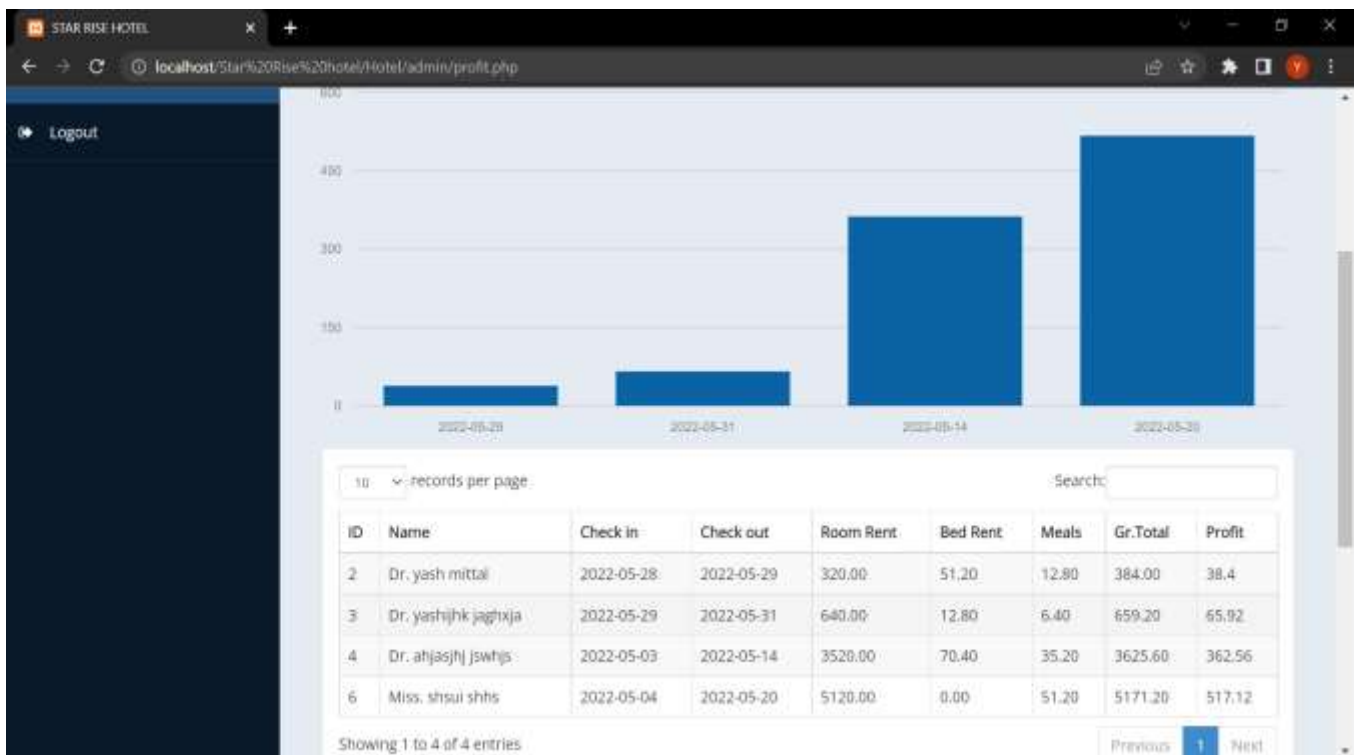 STAR RISE HOTEL
localhost/Star%20Rise%20hotel/Hotel/admin/profit.php
Y
Logout
600
450
300
150
0
2022-05-29 2022-05-31 2022-05-14 2022-05-20
10 records per page Search:
ID Name Check in Check out Room Rent Bed Rent Meals Gr.Total Profit
2 Dr. yash mittal 2022-05-28 2022-05-29 320.00 51.20 12.80 384.00 38.4
3 Dr. yashijhk jaghxja 2022-05-29 2022-05-31 640.00 12.80 6.40 659.20 65.92
4 Dr. ahjasjhj jswhjs 2022-05-03 2022-05-14 3520.00 70.40 35.20 3625.60 362.56
6 Miss. shsui shhs 2022-05-04 2022-05-20 5120.00 0.00 51.20 5171.20 517.12
Showing 1 to 4 of 4 entries Previous 1 Next